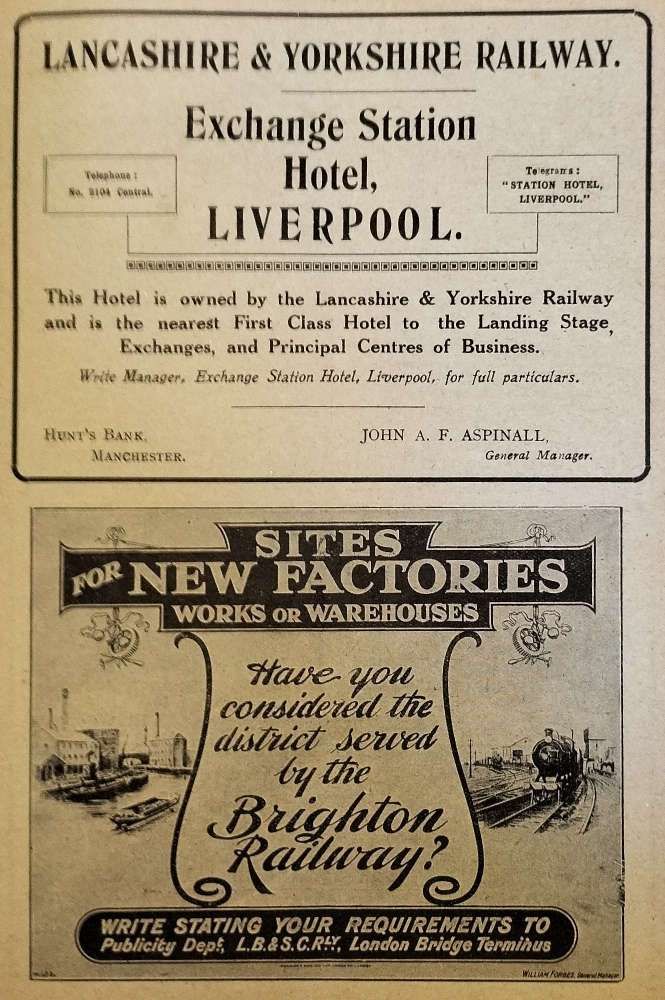 LANCASHIRE & YORKSHIRE RAILWAY.
Exchange Station
Hotel,
LIVERPOOL.
Telephone:
No. 2104 Central.
Telegrams:
"STATION HOTEL,
LIVERPOOL."
This Hotel is owned by the Lancashire & Yorkshire Railway
and is the nearest First Class Hotel to the Landing Stage,
Exchanges, and Principal Centres of Business.
Write Manager, Exchange Station Hotel, Liverpool, for full particulars.
HUNT'S BANK,
MANCHESTER.
JOHN A. F. ASPINALL,
General Manager.
SITES
FOR NEW FACTORIES
WORKS OR WAREHOUSES
Have you
considered the
district served
by the
Brighton
Railway?
WRITE STATING YOUR REQUIREMENTS TO
Publicity Dept, L.B.& S.C.RLY, London Bridge Terminus
WILLIAM FORBES, General Manager